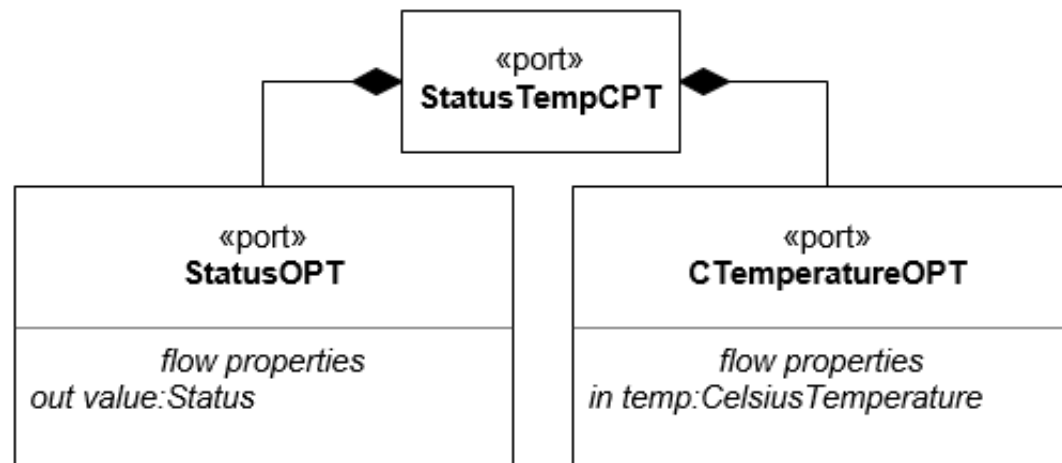 «port»
StatusTempCPT
«port»
StatusOPT
flow properties
out value:Status
«port»
CTemperatureOPT
flow properties
in temp:CelsiusTemperature